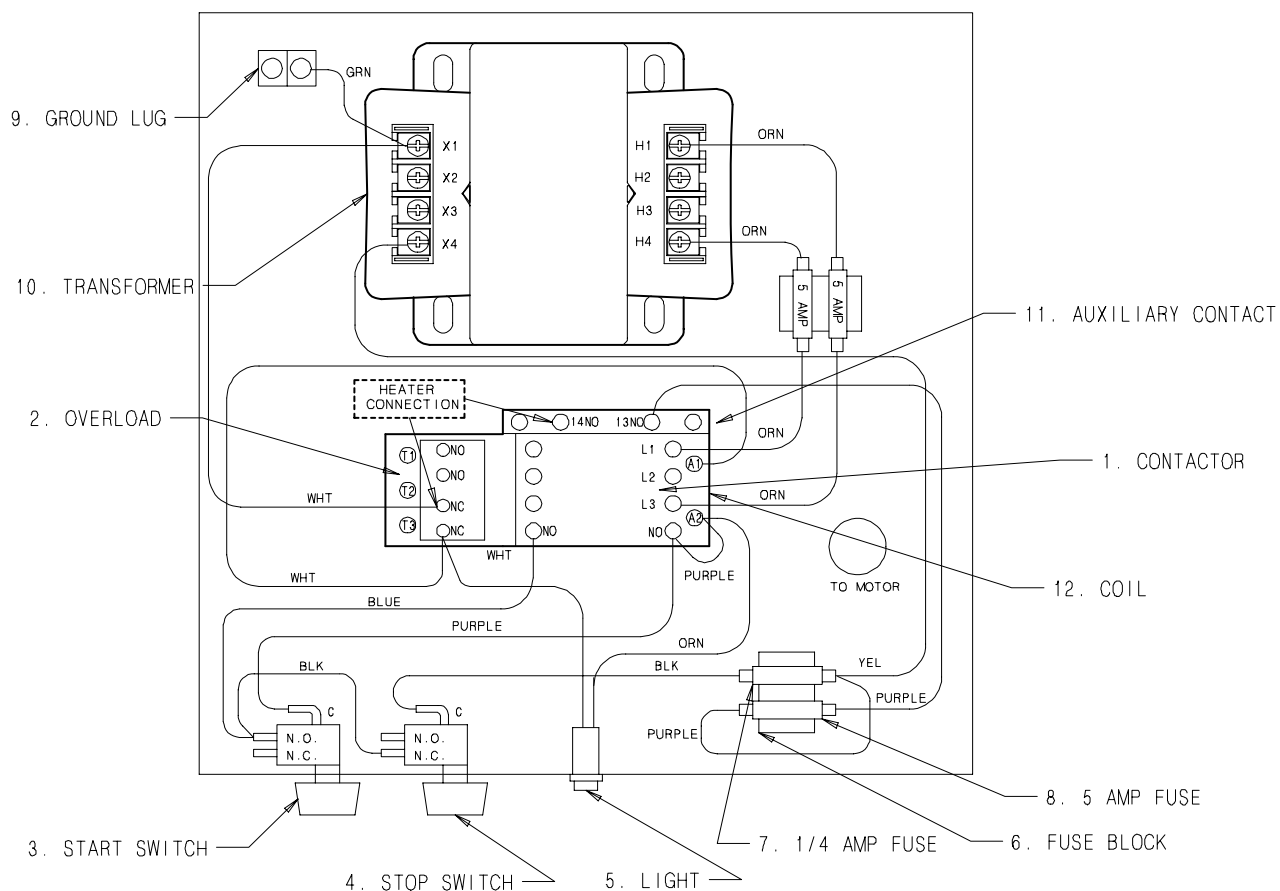 GRN
9. GROUND LUG
X1
X2
X3
X4
H1
H2
H3
H4
ORN
ORN
10. TRANSFORMER
5 AMP
5 AMP
11. AUXILIARY CONTACT
HEATER
CONNECTION
2. OVERLOAD
14NO
13NO
ORN
T1
NO
L1
A1
NO
L2
1. CONTACTOR
T2
WHT
NC
L3
ORN
A2
T3
NC
NO
NO
WHT
PURPLE
WHT
TO MOTOR
12. COIL
BLUE
PURPLE
ORN
BLK
BLK
YEL
PURPLE
C
C
N.O.
N.C.
N.O.
N.C.
PURPLE
8. 5 AMP FUSE
3. START SWITCH
7. 1/4 AMP FUSE
6. FUSE BLOCK
4. STOP SWITCH
5. LIGHT